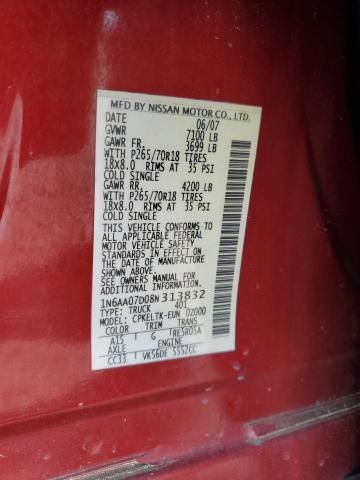 MFD BY NISSAN MOTOR CO., LTD.
DATE 06/07
GVWR 7100 LB
GAWR FR. 3699 LB
WITH P265/70R18 TIRES
18X8.0 RIMS AT 35 PSI
COLD SINGLE
GAWR RR. 4200 LB
WITH P265/70R18 TIRES
18X8.0 RIMS AT 35 PSI
COLD SINGLE
THIS VEHICLE CONFORMS TO
ALL APPLICABLE FEDERAL
MOTOR VEHICLE SAFETY
STANDARDS IN EFFECT ON
THE DATE OF MANUFACTURE
SHOWN ABOVE.
SEE OWNERS MANUAL FOR
ADDITIONAL INFORMATION
1N6AA07D08N313832
TYPE: TRUCK 401
MODEL: CPKELTK-EUN 02000
COLOR TRIM TRANS
A15 G RE5R05A
AXLE ENGINE
CC33 VK56DE 5552CC